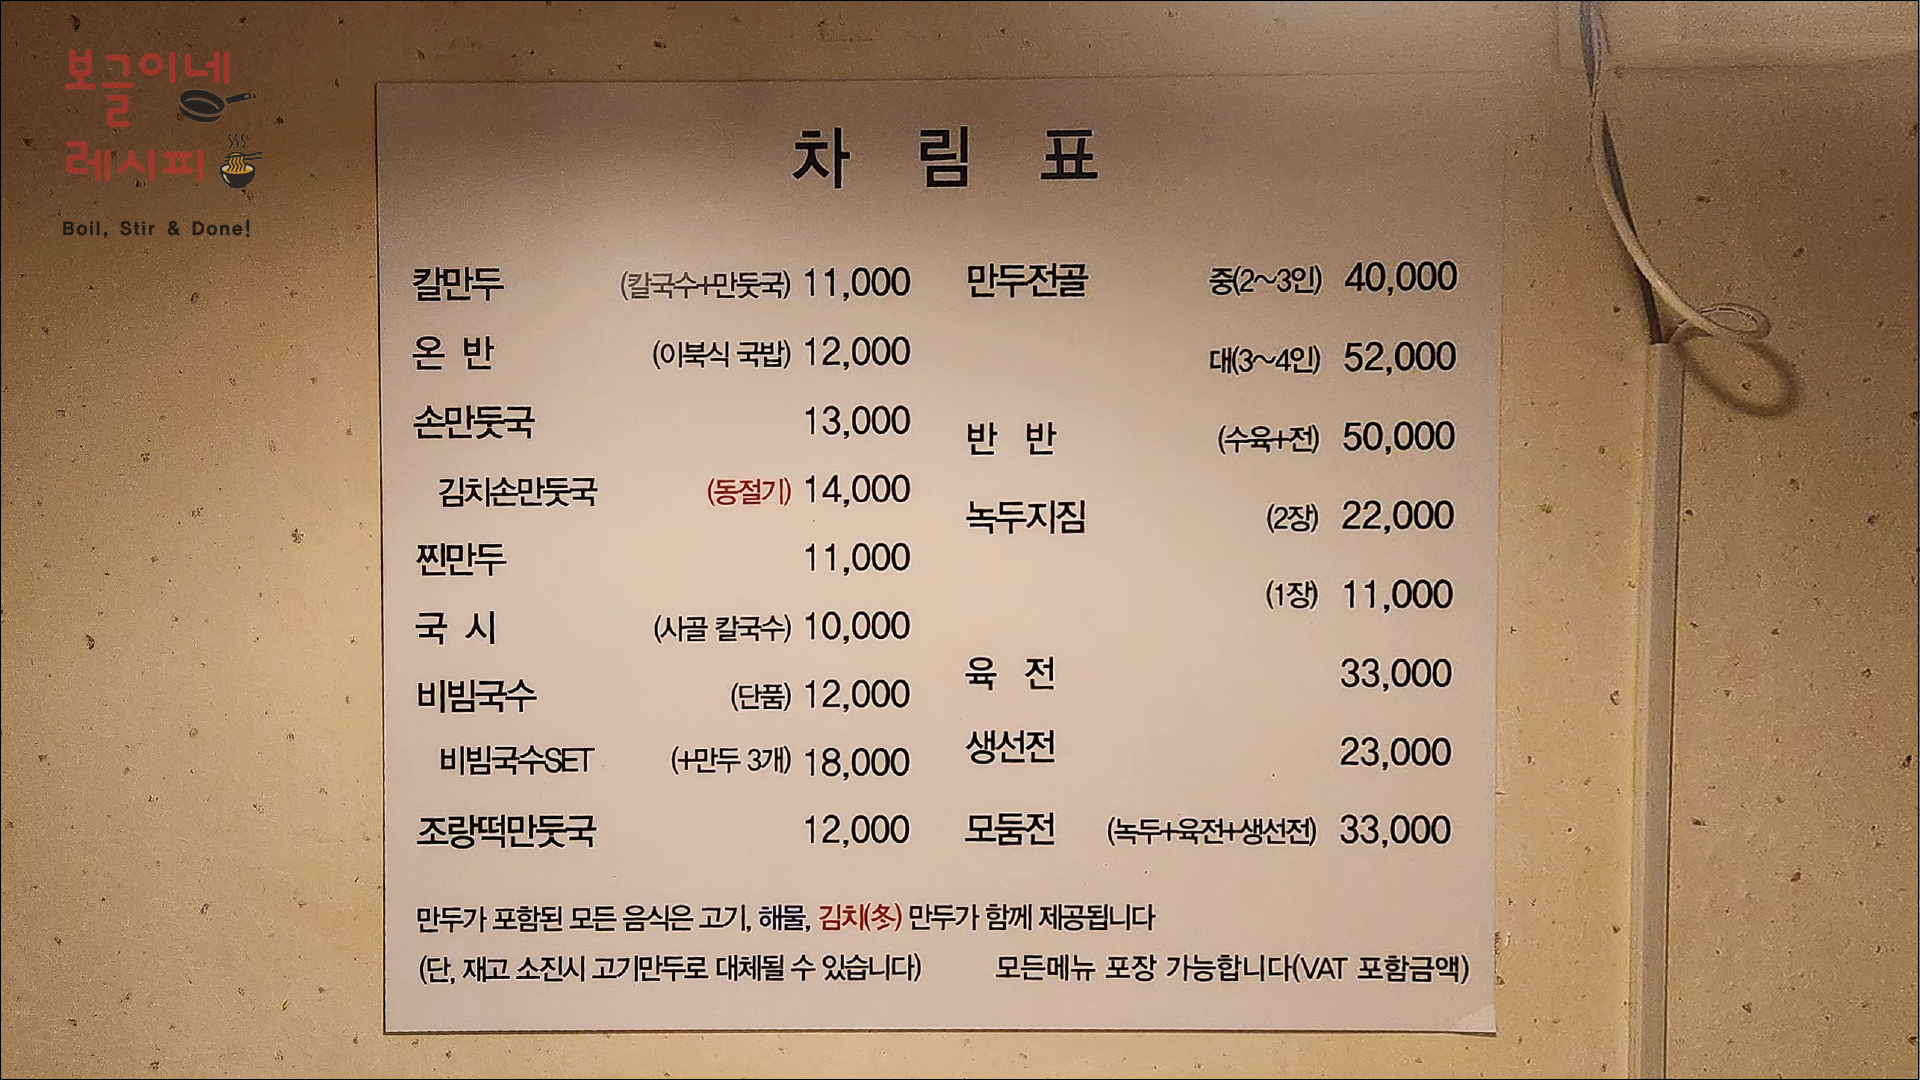 보글이네
레시피
Boil, Stir & Done!
차 림 표
칼만두 (칼국수+만둣국) 11,000
온 반 (이북식 국밥) 12,000
손만둣국 13,000
김치손만둣국 (동절기) 14,000
찐만두 11,000
국 시 (사골 칼국수) 10,000
비빔국수 (단품) 12,000
비빔국수SET (+만두 3개) 18,000
조랑떡만둣국 12,000
만두전골 중(2~3인) 40,000
대(3~4인) 52,000
반 반 (수육+전) 50,000
녹두지짐 (2장) 22,000
(1장) 11,000
육 전 33,000
생선전 23,000
모둠전 (녹두+육전+생선전) 33,000
만두가 포함된 모든 음식은 고기, 해물, 김치(冬) 만두가 함께 제공됩니다
(단, 재고 소진시 고기만두로 대체될 수 있습니다) 모든메뉴 포장 가능합니다(VAT 포함금액)